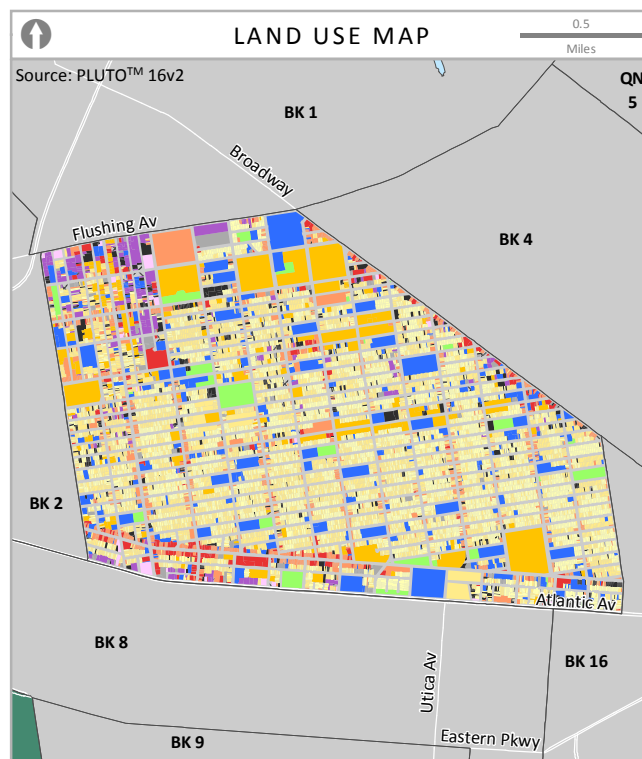 LAND USE MAP
0.5
Miles
Source: PLUTO™ 16v2
QN
5
BK 1
Broadway
Flushing Av
BK 4
BK 2
Atlantic Av
BK 8
BK 16
Utica Av
Eastern Pkwy
BK 9